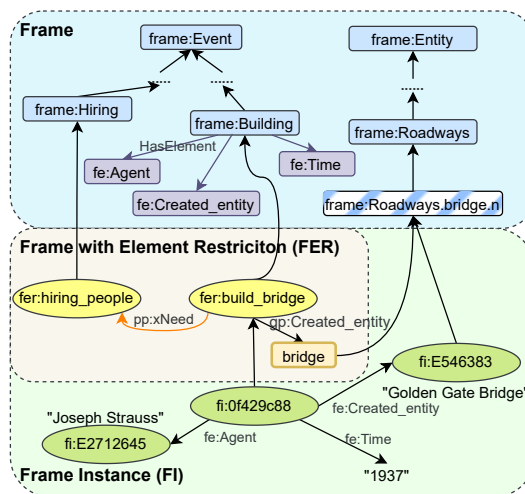 Frame
frame:Event
frame:Entity
......
......
......
frame:Hiring
frame:Building
frame:Roadways
HasElement
fe:Agent
fe:Time
fe:Created_entity
frame:Roadways.bridge.n
Frame with Element Restriciton (FER)
fer:hiring_people
fer:build_bridge
pp:xNeed
gp:Created_entity
bridge
fi:E546383
"Golden Gate Bridge"
fi:0f429c88
fe:Created_entity
"Joseph Strauss"
fe:Agent
fi:E2712645
fe:Time
Frame Instance (FI)
"1937"